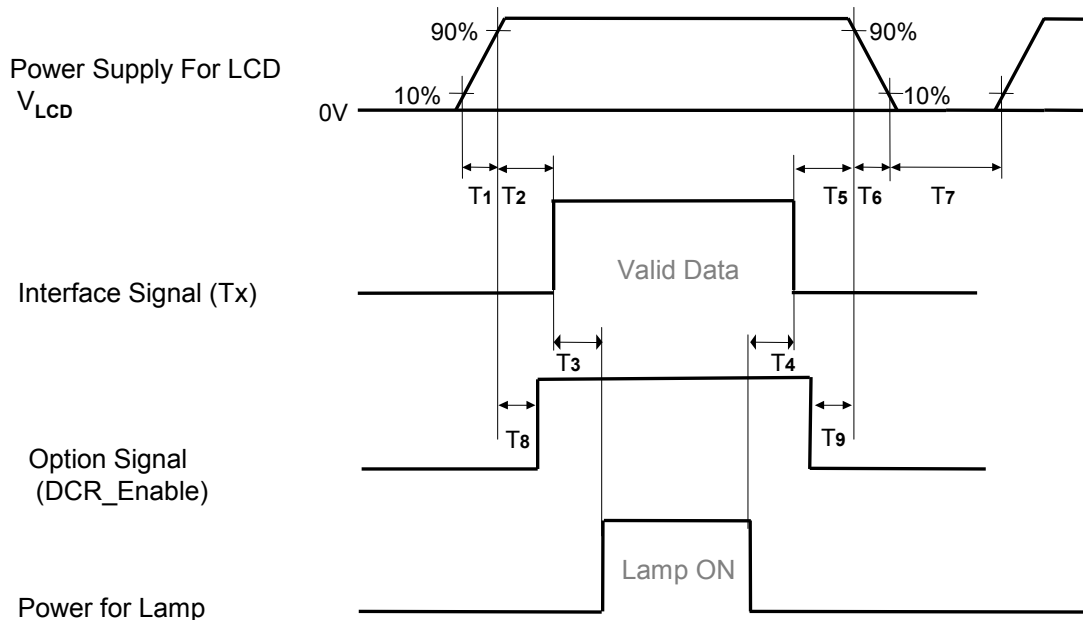 90%
90%
Power Supply For LCD
VLCD
10%
10%
0V
T1 T2 T5 T6 T7
Valid Data
Interface Signal (Tx)
T3 T4
T8 T9
Option Signal
(DCR_Enable)
Lamp ON
Power for Lamp